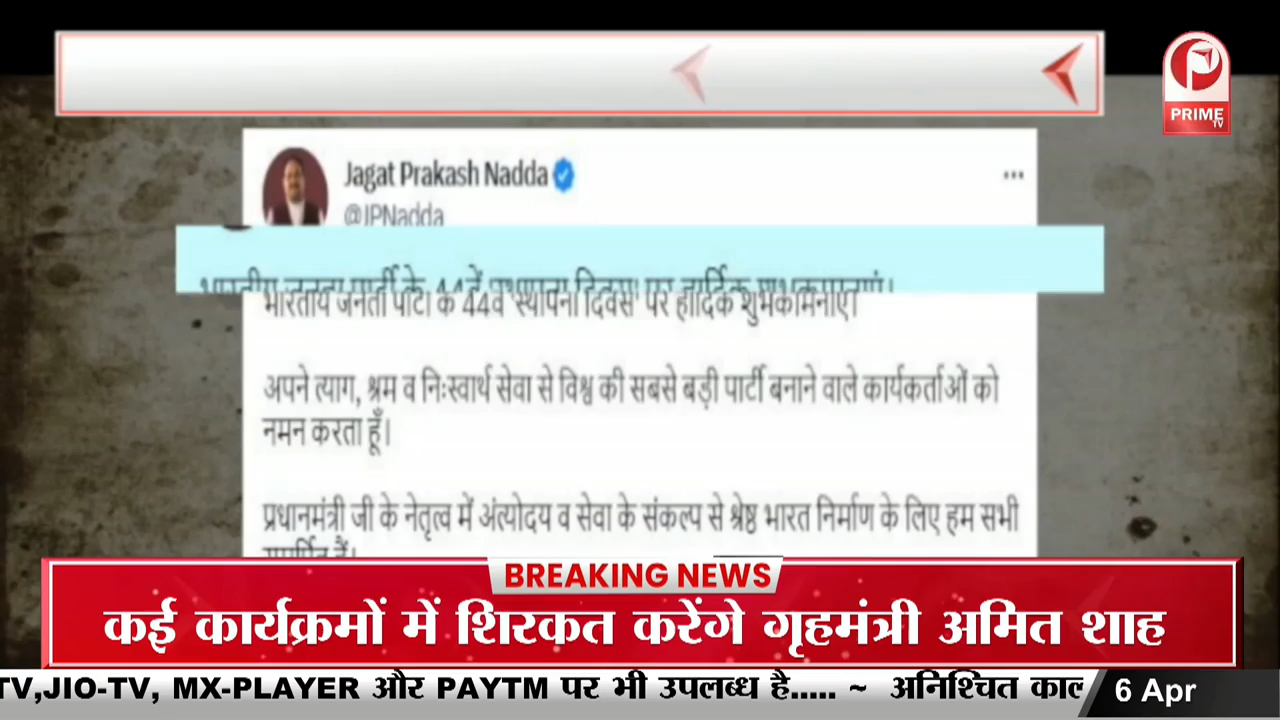 PRIME
TV
Jagat Prakash Nadda
@JPNadda
भारतीय जनता पार्टी के 44वें 'स्थापना दिवस' पर हार्दिक शुभकामनाएं।
अपने त्याग, श्रम व निःस्वार्थ सेवा से विश्व की सबसे बड़ी पार्टी बनाने वाले कार्यकर्ताओं को
नमन करता हूँ।
प्रधानमंत्री जी के नेतृत्व में अंत्योदय व सेवा के संकल्प से श्रेष्ठ भारत निर्माण के लिए हम सभी
BREAKING NEWS
कई कार्यक्रमों में शिरकत करेंगे गृहमंत्री अमित शाह
TV,JIO-TV, MX-PLAYER और PAYTM पर भी उपलब्ध है..... ~ अनिश्चित काल
6 Apr